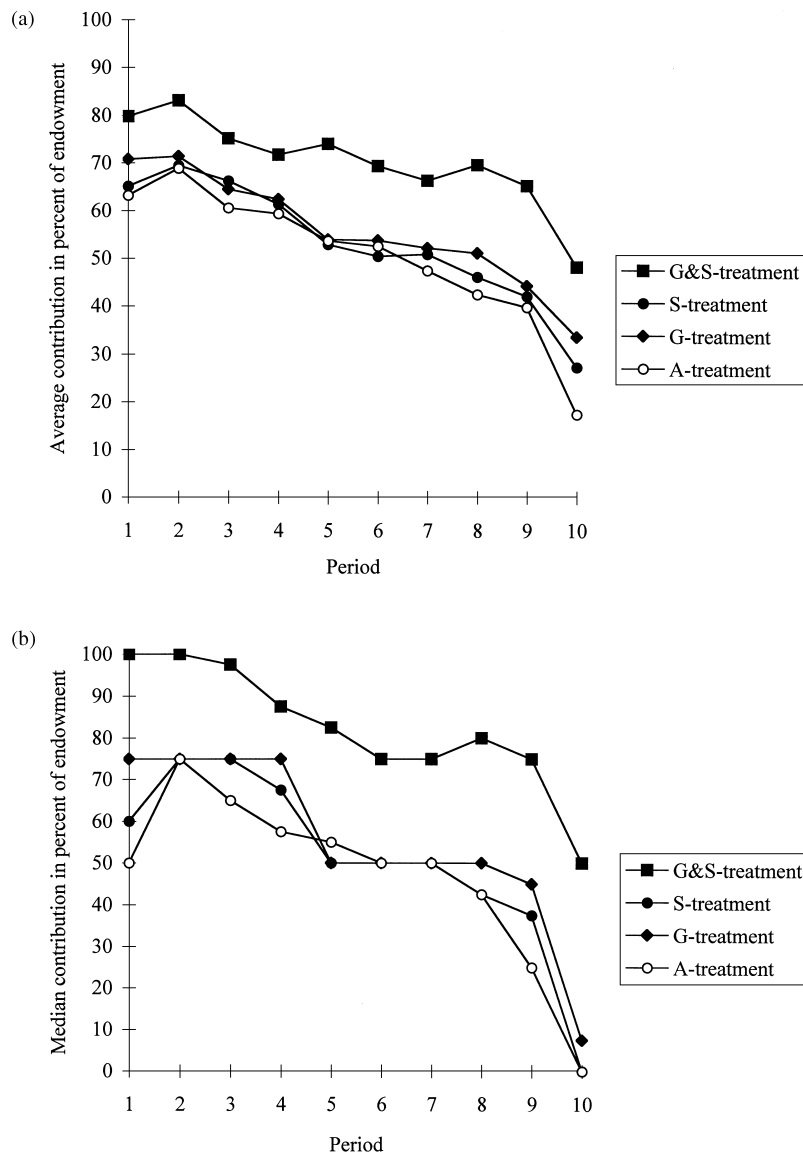 (a)
Average contribution in percent of endowment
100
90
80
70
60
50
40
30
20
10
0
1 2 3 4 5 6 7 8 9 10
Period
G&S-treatment
S-treatment
G-treatment
A-treatment
(b)
Median contribution in percent of endowment
100
90
80
70
60
50
40
30
20
10
0
1 2 3 4 5 6 7 8 9 10
Period
G&S-treatment
S-treatment
G-treatment
A-treatment